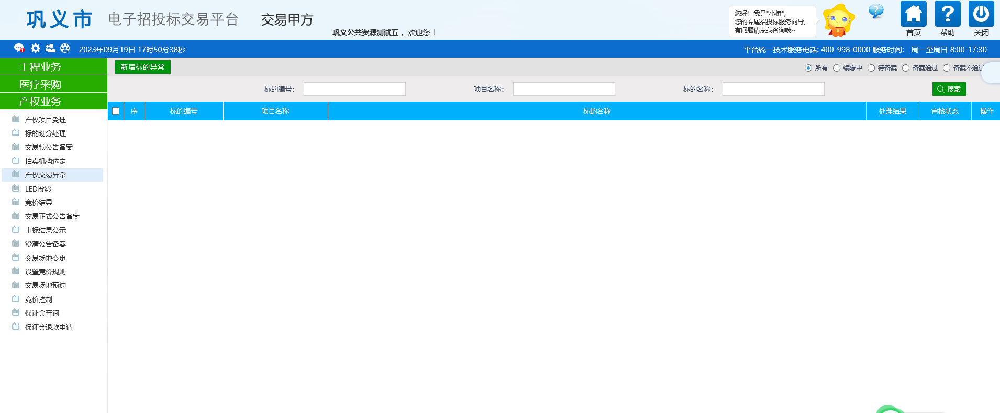 巩义市 电子招投标交易平台 交易甲方
巩义公共资源测试五 ，欢迎您！
您好！我是"小桥",
您的专属招投标服务向导,
有问题请点我咨询哦~
首页 帮助 关闭
2023年09月19日 17时50分38秒
平台统一技术服务电话: 400-998-0000 服务时间： 周一至周日 8:00-17:30
工程业务
医疗采购
产权业务
产权项目受理
标的划分处理
交易预公告备案
拍卖机构选定
产权交易异常
LED投影
竞价结果
交易正式公告备案
中标结果公示
澄清公告备案
交易场地变更
设置竞价规则
交易场地预约
竞价控制
保证金查询
保证金退款申请
新增标的异常
所有 编辑中 待备案 备案通过 备案不通过
标的编号： 项目名称： 标的名称： 搜索
序 标的编号 项目名称 标的名称 处理结果 审核状态 操作